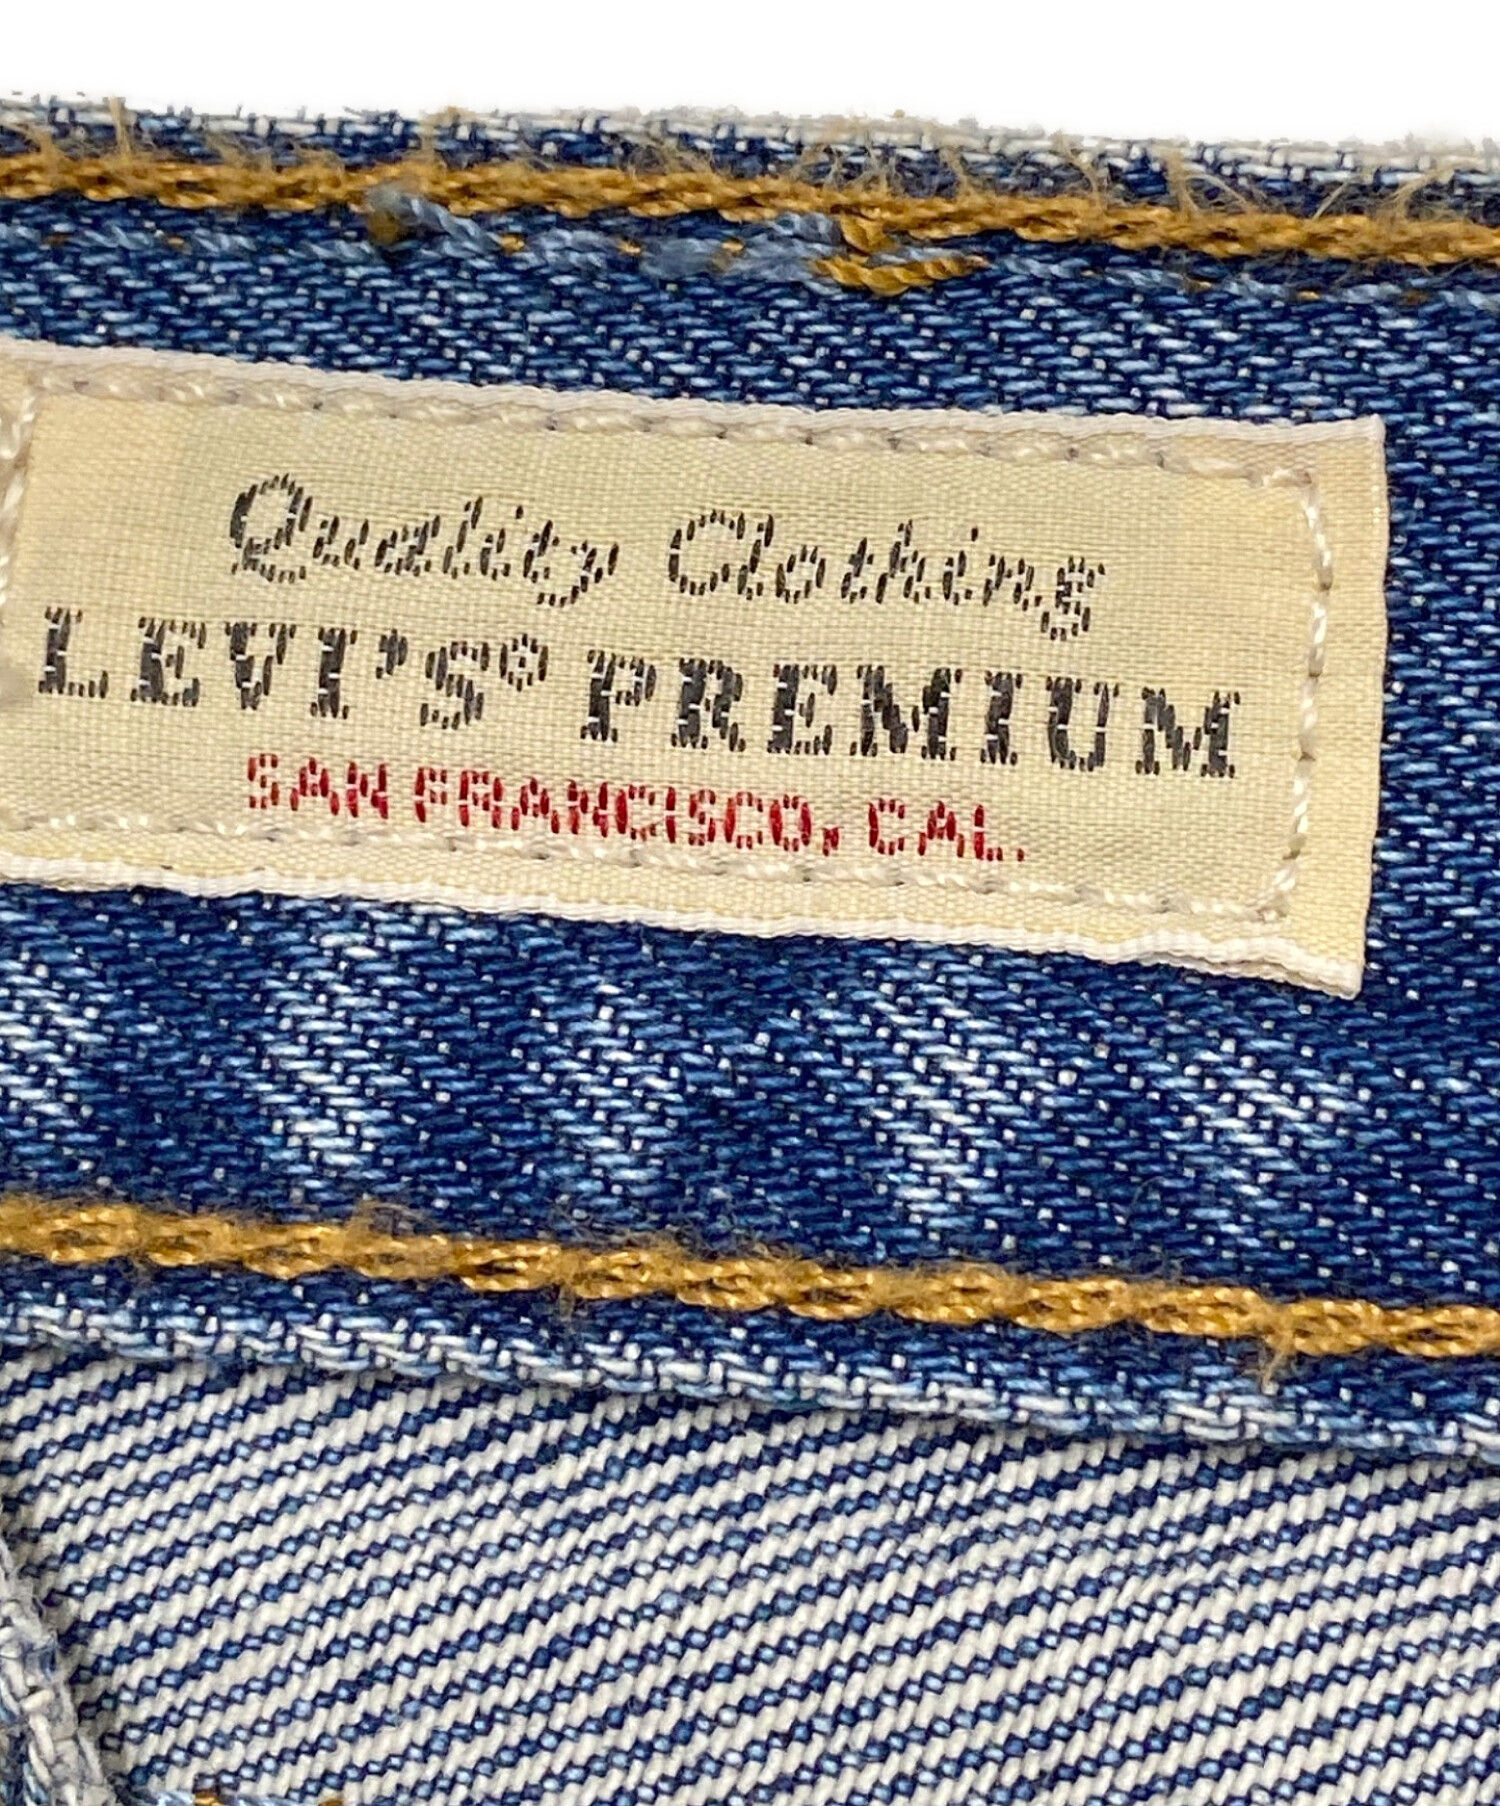 Quality Clothing
LEVI'S® PREMIUM
SAN FRANCISCO, CAL.